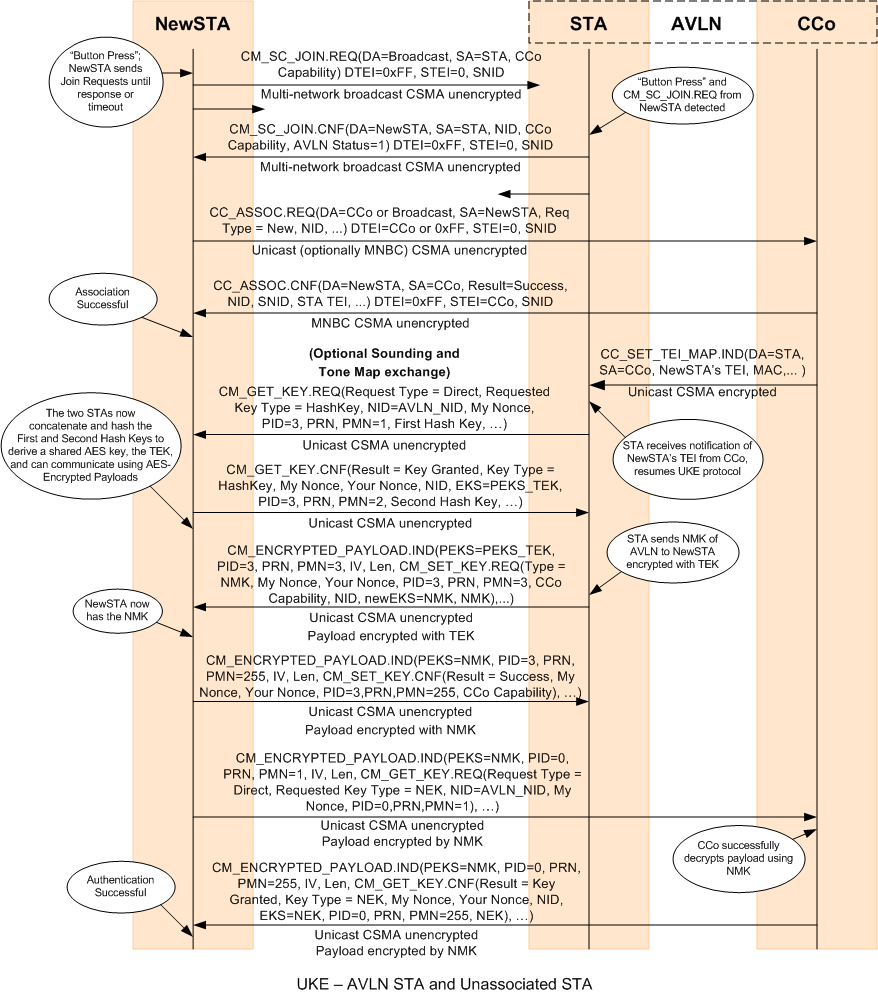 NewSTA
STA
AVLN
CCo
"Button Press";
NewSTA sends
Join Requests until
response or
timeout
CM_SC_JOIN.REQ(DA=Broadcast, SA=STA, CCo
Capability) DTEI=0xFF, STEI=0, SNID
Multi-network broadcast CSMA unencrypted
"Button Press" and
CM_SC_JOIN.REQ from
NewSTA detected
CM_SC_JOIN.CNF(DA=NewSTA, SA=STA, NID, CCo
Capability, AVLN Status=1) DTEI=0xFF, STEI=0, SNID
Multi-network broadcast CSMA unencrypted
CC_ASSOC.REQ(DA=CCo or Broadcast, SA=NewSTA, Req
Type = New, NID, ...) DTEI=CCo or 0xFF, STEI=0, SNID
Unicast (optionally MNBC) CSMA unencrypted
Association
Successful
CC_ASSOC.CNF(DA=NewSTA, SA=CCo, Result=Success,
NID, SNID, STA TEI, ...) DTEI=0xFF, STEI=CCo, SNID
MNBC CSMA unencrypted
(Optional Sounding and
Tone Map exchange)
CC_SET_TEI_MAP.IND(DA=STA,
SA=CCo, NewSTA's TEI, MAC,... )
Unicast CSMA encrypted
CM_GET_KEY.REQ(Request Type = Direct, Requested
Key Type = HashKey, NID=AVLN_NID, My Nonce,
PID=3, PRN, PMN=1, First Hash Key, …)
Unicast CSMA unencrypted
The two STAs now
concatenate and hash the
First and Second Hash Keys to
derive a shared AES key, the TEK,
and can communicate using AES-
Encrypted Payloads
STA receives notification of
NewSTA's TEI from CCo,
resumes UKE protocol
CM_GET_KEY.CNF(Result = Key Granted, Key Type =
HashKey, My Nonce, Your Nonce, NID, EKS=PEKS_TEK,
PID=3, PRN, PMN=2, Second Hash Key, …)
Unicast CSMA unencrypted
STA sends NMK of
AVLN to NewSTA
encrypted with TEK
CM_ENCRYPTED_PAYLOAD.IND(PEKS=PEKS_TEK,
PID=3, PRN, PMN=3, IV, Len, CM_SET_KEY.REQ(Type =
NMK, My Nonce, Your Nonce, PID=3, PRN, PMN=3, CCo
Capability, NID, newEKS=NMK, NMK),...)
Unicast CSMA unencrypted
Payload encrypted with TEK
NewSTA now
has the NMK
CM_ENCRYPTED_PAYLOAD.IND(PEKS=NMK, PID=3, PRN,
PMN=255, IV, Len, CM_SET_KEY.CNF(Result = Success, My
Nonce, Your Nonce, PID=3,PRN,PMN=255, CCo Capability), …)
Unicast CSMA unencrypted
Payload encrypted with NMK
CM_ENCRYPTED_PAYLOAD.IND(PEKS=NMK, PID=0,
PRN, PMN=1, IV, Len, CM_GET_KEY.REQ(Request Type =
Direct, Requested Key Type = NEK, NID=AVLN_NID, My
Nonce, PID=0,PRN,PMN=1), …)
Unicast CSMA unencrypted
Payload encrypted by NMK
CCo successfully
decrypts payload using
NMK
Authentication
Successful
CM_ENCRYPTED_PAYLOAD.IND(PEKS=NMK, PID=0, PRN,
PMN=255, IV, Len, CM_GET_KEY.CNF(Result = Key
Granted, Key Type = NEK, My Nonce, Your Nonce, NID,
EKS=NEK, PID=0, PRN, PMN=255, NEK), …)
Unicast CSMA unencrypted
Payload encrypted by NMK
UKE – AVLN STA and Unassociated STA